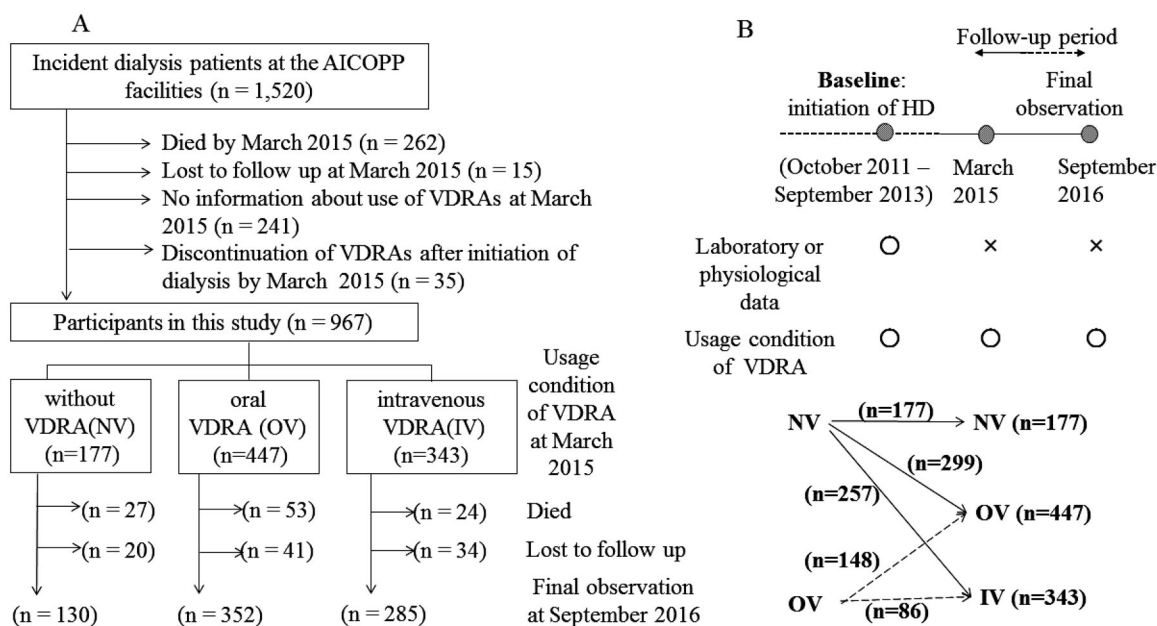 A
Incident dialysis patients at the AICOPP
facilities (n = 1,520)
Died by March 2015 (n = 262)
Lost to follow up at March 2015 (n = 15)
No information about use of VDRAs at March
2015 (n = 241)
Discontinuation of VDRAs after initiation of
dialysis by March 2015 (n = 35)
Participants in this study (n = 967)
without
VDRA(NV)
(n=177)
oral
VDRA (OV)
(n=447)
intravenous
VDRA(IV)
(n=343)
Usage
condition
of VDRA
at March
2015
(n = 27)
(n = 53)
(n = 24)
Died
(n = 20)
(n = 41)
(n = 34)
Lost to follow up
(n = 130)
(n = 352)
(n = 285)
Final observation
at September 2016
B
Follow-up period
Baseline:
initiation of HD
Final
observation
(October 2011 –
September 2013)
March
2015
September
2016
Laboratory or
physiological
data
× ×
Usage condition
of VDRA
NV
(n=177)
NV (n=177)
(n=299)
(n=257)
OV (n=447)
(n=148)
OV
(n=86)
IV (n=343)